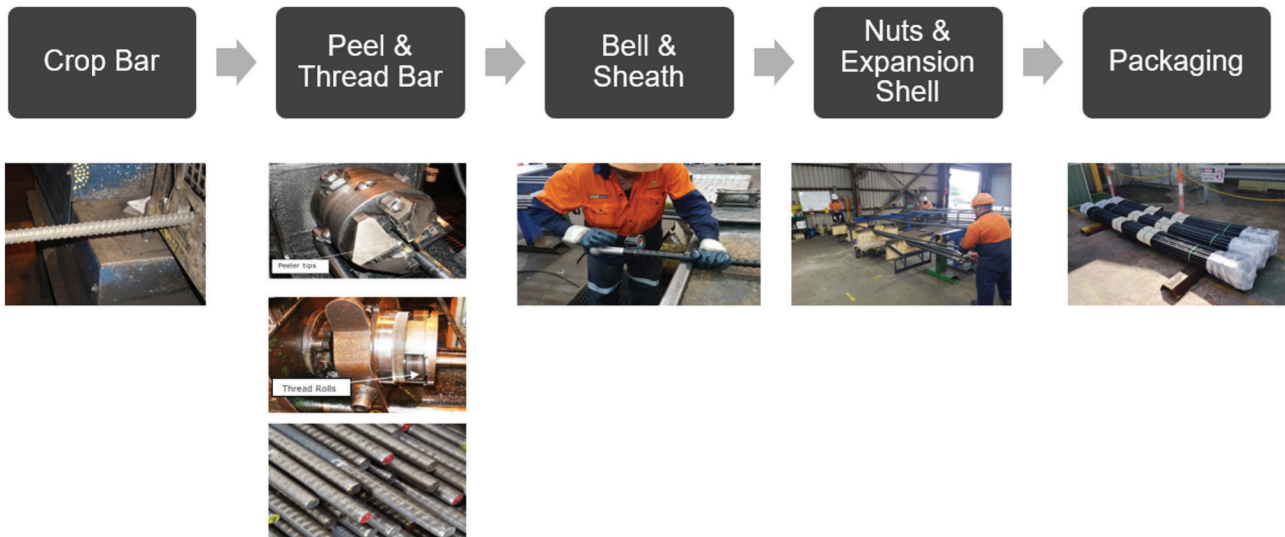 Crop Bar
Peel &
Thread Bar
Bell &
Sheath
Nuts &
Expansion
Shell
Packaging
Peeler tips
Thread Rolls